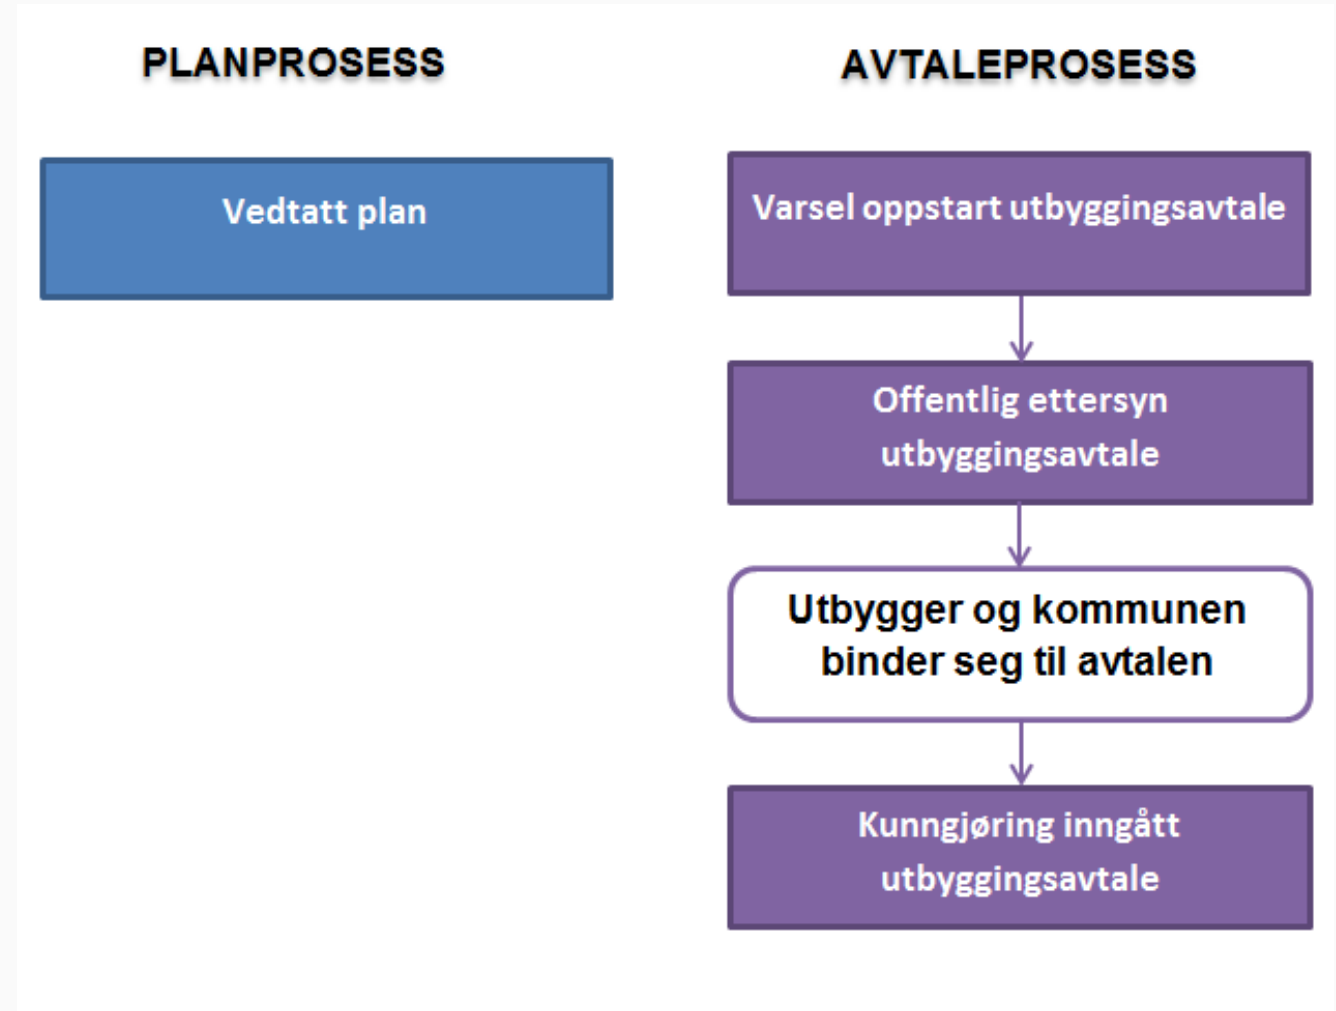 PLANPROSESS
AVTALEPROSESS
Vedtatt plan
Varsel oppstart utbyggingsavtale
Offentlig ettersyn
utbyggingsavtale
Utbygger og kommunen
binder seg til avtalen
Kunngjøring inngått
utbyggingsavtale